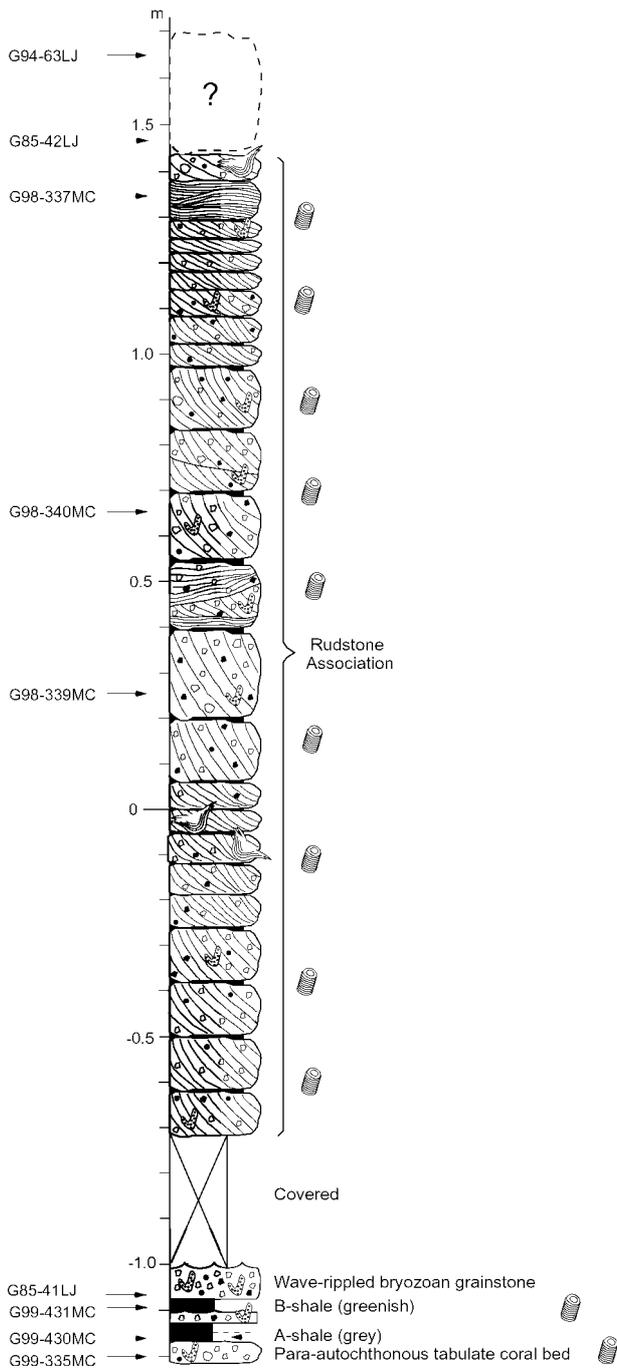 m
G94-63LJ
?
1.5
G85-42LJ
G98-337MC
1.0
G98-340MC
0.5
Rudstone
Association
G98-339MC
0
-0.5
Covered
-1.0
Wave-rippled bryozoan grainstone
G85-41LJ
B-shale (greenish)
G99-431MC
G99-430MC
A-shale (grey)
G99-335MC
Para-autochthonous tabulate coral bed